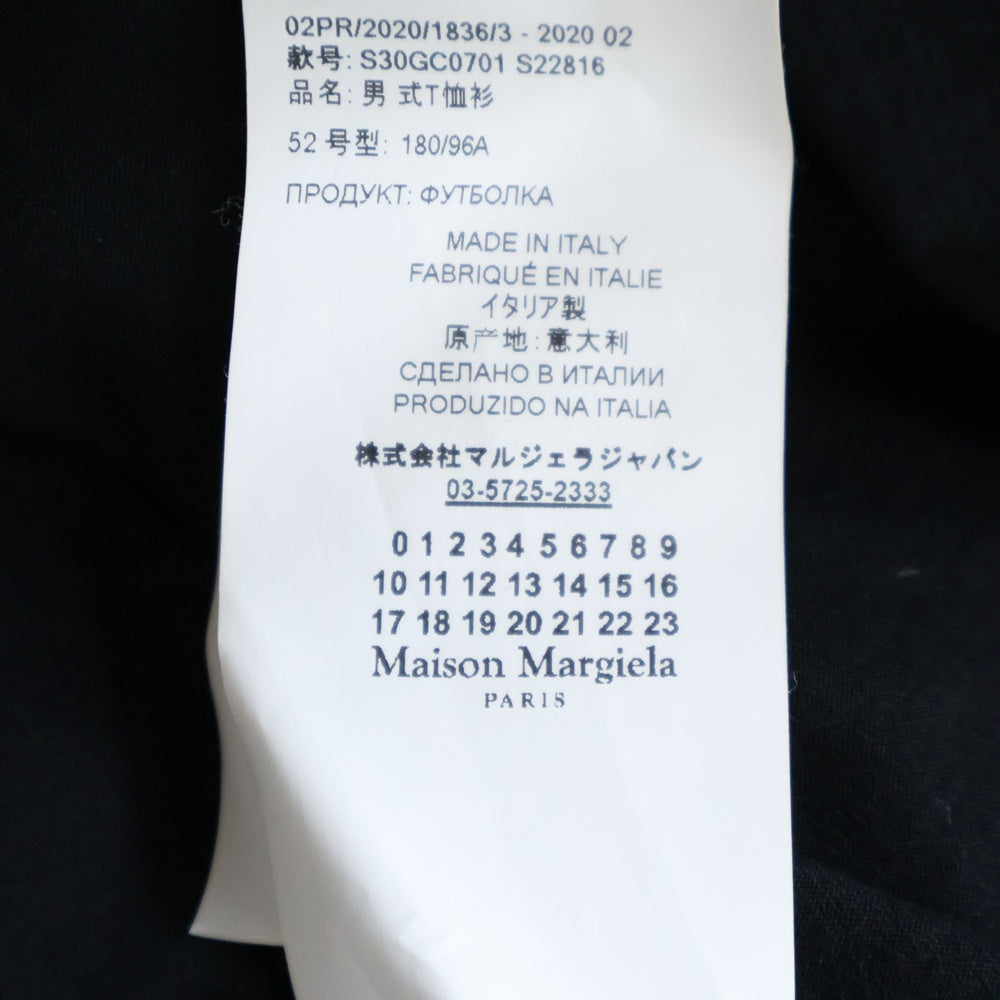 02PR/2020/1836/3 - 2020 02
款号: S30GC0701 S22816
品名: 男 式T恤衫
52 号型: 180/96A
ПРОДУКТ: ФУТБОЛКА
MADE IN ITALY
FABRIQUÉ EN ITALIE
イタリア製
原产地: 意大利
СДЕЛАНО В ИТАЛИИ
PRODUZIDO NA ITALIA
株式会社マルジェラジャパン
03-5725-2333
0 1 2 3 4 5 6 7 8 9
10 11 12 13 14 15 16
17 18 19 20 21 22 23
Maison Margiela
PARIS